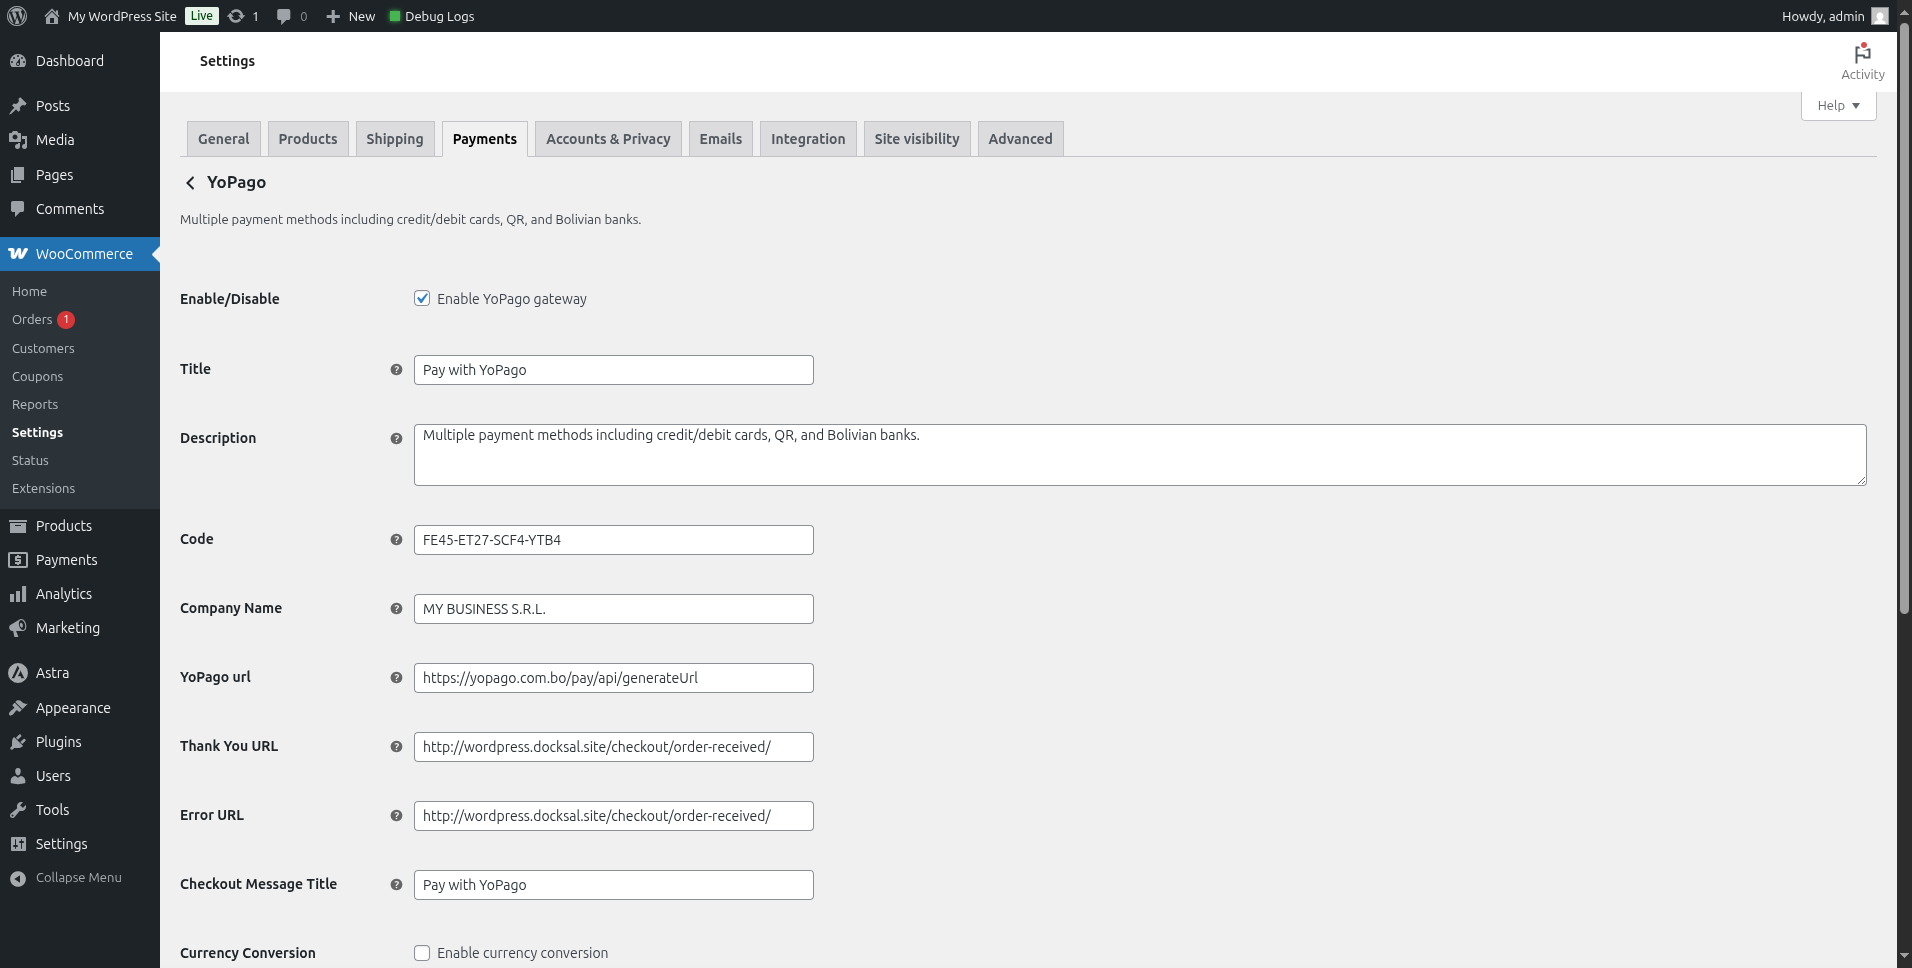 My WordPress Site Live 1 0 New Debug Logs Howdy, admin
Dashboard
Posts
Media
Pages
Comments
WooCommerce
Home
Orders 1
Customers
Coupons
Reports
Settings
Status
Extensions
Products
Payments
Analytics
Marketing
Astra
Appearance
Plugins
Users
Tools
Settings
Collapse Menu
Settings
Activity
Help
General Products Shipping Payments Accounts & Privacy Emails Integration Site visibility Advanced
YoPago
Multiple payment methods including credit/debit cards, QR, and Bolivian banks.
Enable/Disable Enable YoPago gateway
Title ? Pay with YoPago
Description ? Multiple payment methods including credit/debit cards, QR, and Bolivian banks.
Code ? FE45-ET27-SCF4-YTB4
Company Name ? MY BUSINESS S.R.L.
YoPago url ? https://yopago.com.bo/pay/api/generateUrl
Thank You URL ? http://wordpress.docksal.site/checkout/order-received/
Error URL ? http://wordpress.docksal.site/checkout/order-received/
Checkout Message Title ? Pay with YoPago
Currency Conversion Enable currency conversion